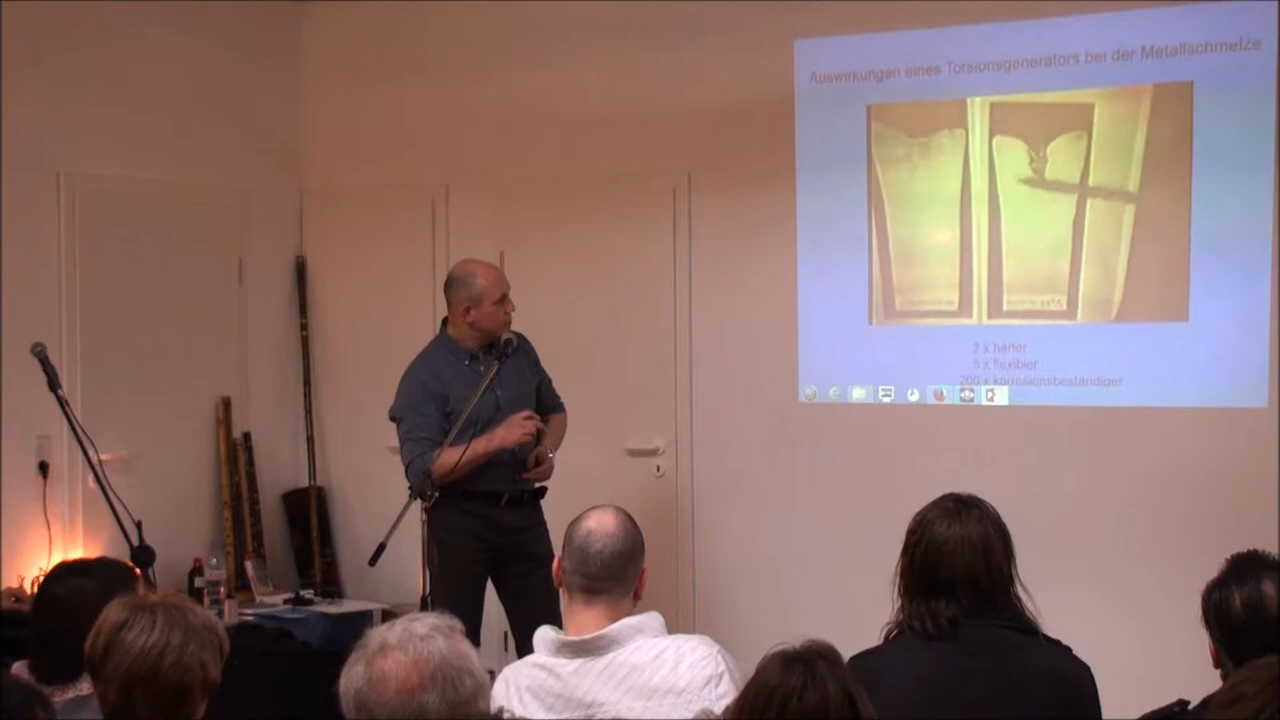 Auswirkungen eines Torsionsgenerators bei der Metallschmelze
2 x härter
5 x flexibler
200 x korrosionsbeständiger